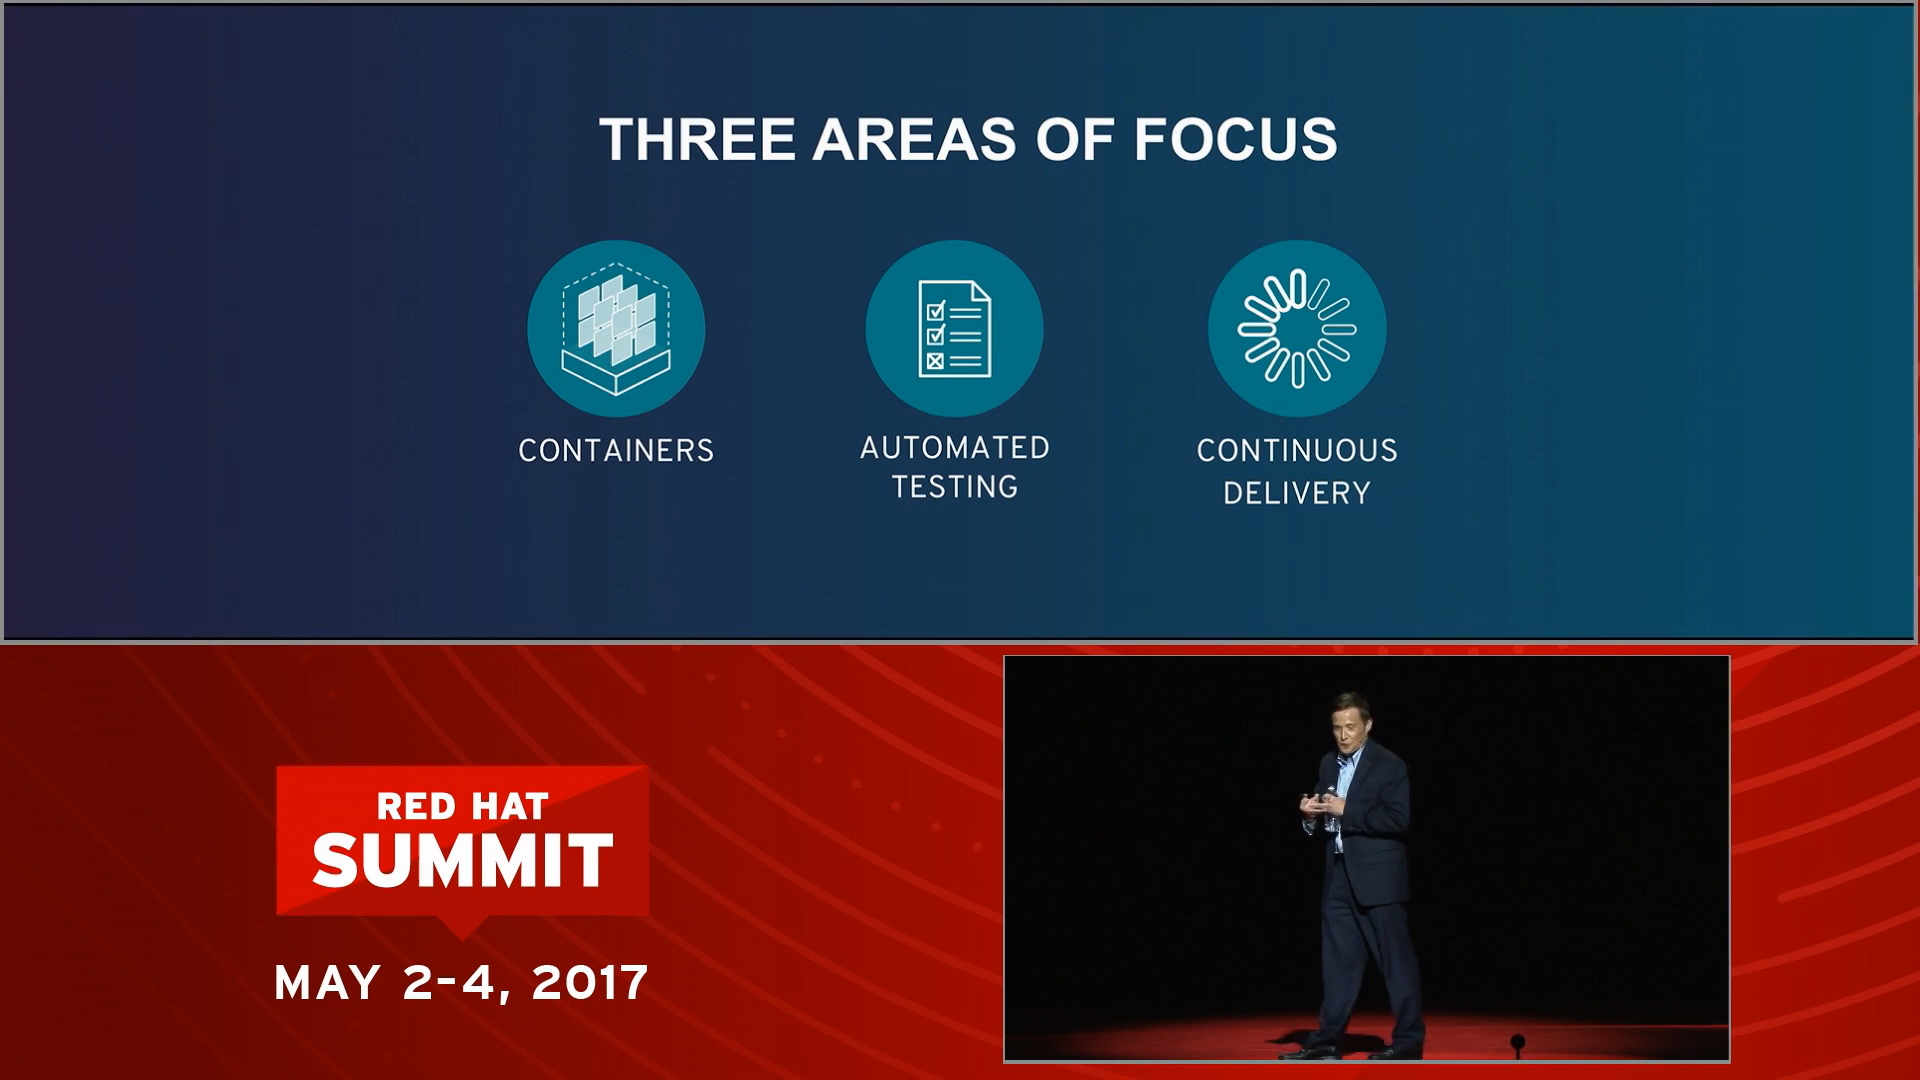 THREE AREAS OF FOCUS
CONTAINERS
AUTOMATED
TESTING
CONTINUOUS
DELIVERY
RED HAT
SUMMIT
MAY 2-4, 2017